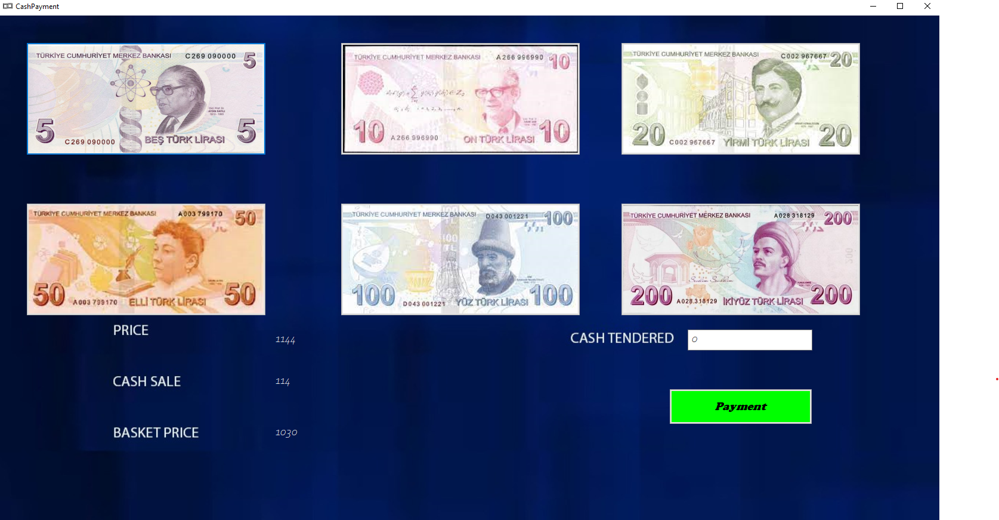 CashPayment
TÜRKİYE CUMHURİYET MERKEZ BANKASI C269 090000 5
5 C269 090000 BEŞ TÜRK LİRASI 5
TÜRKİYE CUMHURİYET MERKEZ BANKASI A266 996990 10
10 A266 996990 ON TÜRK LİRASI 10
TÜRKİYE CUMHURİYET MERKEZ BANKASI C002 967667 20
20 C002 967667 YİRMİ TÜRK LİRASI 20
TÜRKİYE CUMHURİYET MERKEZ BANKASI A003 799170 50
50 A003 799170 ELLİ TÜRK LİRASI 50
TÜRKİYE CUMHURİYET MERKEZ BANKASI D043 001221 100
100 TL
100 D043 001221 YÜZ TÜRK LİRASI 100
TÜRKİYE CUMHURİYET MERKEZ BANKASI A028 318129 200
200
200 A028 318129 İKİYÜZ TÜRK LİRASI 200
PRICE 1144
CASH TENDERED 0
CASH SALE 114
Payment
BASKET PRICE 1030